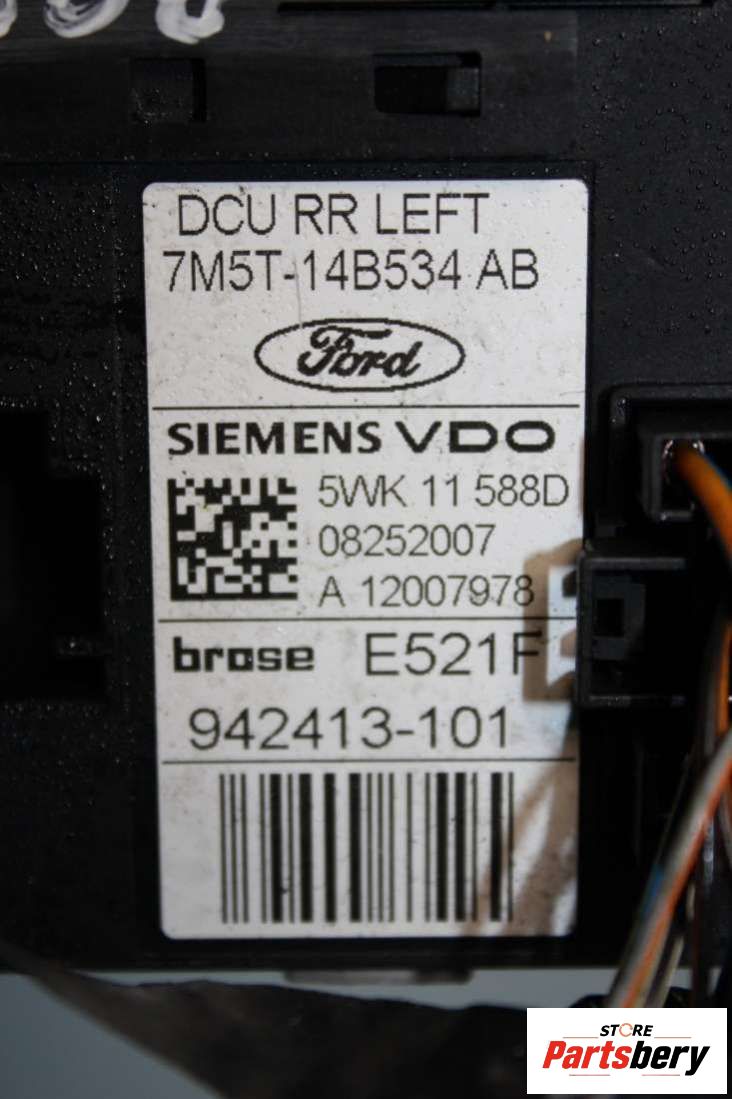 DCU RR LEFT
7M5T-14B534 AB
Ford
SIEMENS VDO
5WK 11 588D
08252007
A 12007978
brose E521F
942413-101
STORE
Partsbery